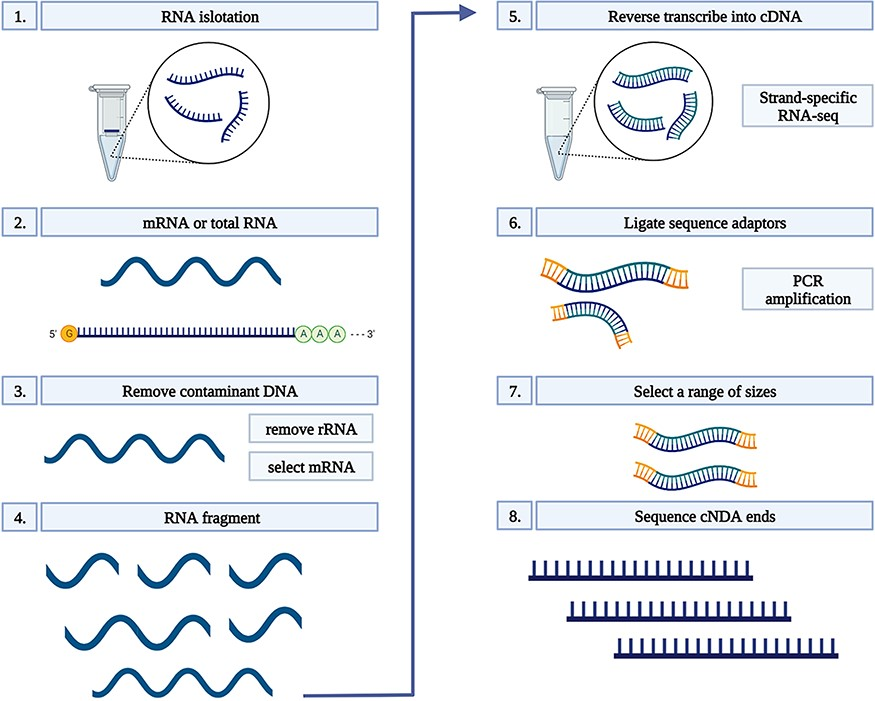 1. RNA islotation
2. mRNA or total RNA
5' G A A A --- 3'
3. Remove contaminant DNA
remove rRNA
select mRNA
4. RNA fragment
5. Reverse transcribe into cDNA
Strand-specific
RNA-seq
6. Ligate sequence adaptors
PCR
amplification
7. Select a range of sizes
8. Sequence cNDA ends